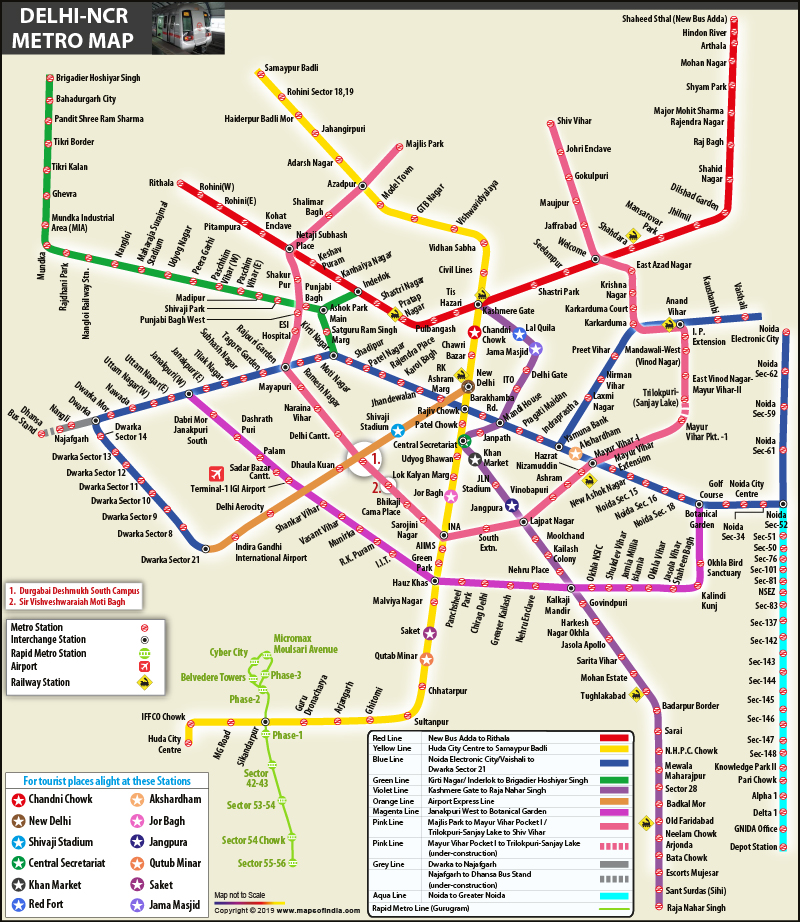 DELHI-NCR
METRO MAP
Shaheed Sthal (New Bus Adda)
Hindon River
Arthala
Mohan Nagar
Shyam Park
Major Mohit Sharma
Rajendra Nagar
Raj Bagh
Shahid
Nagar
Dilshad Garden
Jhilmil
Mansarovar
Park
Shahdara
Welcome
Seelumpur
Shastri Park
Kashmere Gate
Tis
Hazari
Pulbangash
Pratap
Nagar
Shastri Nagar
Inderlok
Kanhaiya Nagar
Keshav
Puram
Netaji Subhash
Place
Kohat
Enclave
Pitampura
Rohini(E)
Rohini(W)
Rithala
Samaypur Badli
Rohini Sector 18,19
Haiderpur Badli Mor
Jahangirpuri
Adarsh Nagar
Azadpur
Model Town
GTB Nagar
Vishwavidyalaya
Vidhan Sabha
Civil Lines
Majlis Park
Shalimar
Bagh
Shiv Vihar
Johri Enclave
Gokulpuri
Maujpur
Jaffrabad
East Azad Nagar
Krishna
Nagar
Karkarduma Court
Karkarduma
Anand
Vihar
Kaushambi
Vaishali
I. P.
Extension
Mandawali-West
(Vinod Nagar)
East Vinod Nagar-
Mayur Vihar-II
Trilokpuri-
(Sanjay Lake)
Mayur
Vihar Pkt. -1
Preet Vihar
Nirman
Vihar
Laxmi
Nagar
Yamuna Bank
Akshardham
Mayur Vihar-I
Mayur Vihar
Extension
New Ashok Nagar
Noida Sec. 15
Noida Sec. 16
Noida Sec. 18
Botanical
Garden
Golf
Course
Noida City
Centre
Noida
Sec-34
Noida
Sec-52
Noida
Sec-61
Noida
Sec-59
Noida
Sec-62
Noida
Electronic City
Brigadier Hoshiyar Singh
Bahadurgarh City
Pandit Shree Ram Sharma
Tikri Border
Tikri Kalan
Ghevra
Mundka Industrial
Area (MIA)
Mundka
Rajdhani Park
Nangloi Railway Stn.
Nangloi
Maharaja Surajmal
Stadium
Udyog Nagar
Peera Garhi
Paschim
Vihar (W)
Paschim
Vihar (E)
Madipur
Shivaji Park
Punjabi Bagh West
Shakur
Pur
Punjabi
Bagh
Ashok Park
Main
Satguru Ram Singh
Marg
ESI
Hospital
Kirti Nagar
Shadipur
Patel Nagar
Rajendra Place
Karol Bagh
Jhandewalan
RK
Ashram
Marg
Moti Nagar
Ramesh Nagar
Rajouri Garden
Tagore Garden
Subhash Nagar
Tilak Nagar
Janakpuri(E)
Janakpuri(W)
Uttam Nagar(E)
Uttam Nagar(W)
Nawada
Dwarka Mor
Dwarka
Nangli
Dhansa
Bus Stand
Najafgarh
Dwarka
Sector 14
Dwarka Sector 13
Dwarka Sector 12
Dwarka Sector 11
Dwarka Sector 10
Dwarka Sector 9
Dwarka Sector 8
Dwarka Sector 21
Mayapuri
Naraina
Vihar
Delhi Cantt.
Dabri Mor
Janakpuri
South
Dashrath
Puri
Palam
Sadar Bazar
Cantt.
Terminal-1 IGI Airport
Shankar Vihar
Vasant Vihar
Munirka
R.K. Puram
I.I.T.
Hauz Khas
Dhaula Kuan
Delhi Aerocity
Indira Gandhi
International Airport
Shivaji
Stadium
New
Delhi
Chandni
Chowk
Chawri
Bazar
Lal Quila
Jama Masjid
Delhi Gate
ITO
Barakhamba
Rd.
Mandi House
Pragati Maidan
Indraprastha
Rajiv Chowk
Patel Chowk
Central Secretariat
Janpath
Khan
Market
Udyog Bhawan
Lok Kalyan Marg
Jor Bagh
JLN
Stadium
Jangpura
INA
AIIMS
Green
Park
1.
2.
Bhikaji
Cama Place
Sarojini
Nagar
South
Extn.
Lajpat Nagar
Vinobapuri
Ashram
Hazrat
Nizamuddin
Moolchand
Kailash
Colony
Nehru Place
Kalkaji
Mandir
Govindpuri
Harkesh
Nagar Okhla
Jasola Apollo
Sarita Vihar
Mohan Estate
Tughlakabad
Badarpur Border
Sarai
N.H.P.C. Chowk
Mewala
Maharajpur
Sector 28
Badkal Mor
Old Faridabad
Neelam Chowk
Arjonda
Bata Chowk
Escorts Mujesar
Sant Surdas (Sihi)
Raja Nahar Singh
Panchsheel
Park
Chirag Delhi
Greater Kailash
Nehru Enclave
Okhla NSIC
Shukdev Vihar
Jamia Millia
Islamia
Okhla Vihar
Jasola Vihar
Shaheen Bagh
Kalindi
Kunj
Okhla Bird
Sanctuary
Sec-51
Sec-50
Sec-76
Sec-101
Sec-81
NSEZ
Sec-83
Sec-137
Sec-142
Sec-143
Sec-144
Sec-145
Sec-146
Sec-147
Sec-148
Knowledge Park II
Pari Chowk
Alpha 1
Delta 1
GNIDA Office
Depot Station
Malviya Nagar
Saket
Qutab Minar
Chhatarpur
Sultanpur
Ghitorni
Arjangarh
Guru
Dronacharya
Sikandarpur
MG Road
IFFCO Chowk
Huda City
Centre
Micromax
Moulsari Avenue
Cyber City
Phase-3
Belvedere Towers
Phase-2
Phase-1
Sector
42-43
Sector 53-54
Sector 54 Chowk
Sector 55-56
1. Durgabai Deshmukh South Campus
2. Sir Vishveshwaraiah Moti Bagh
Metro Station
Interchange Station
Rapid Metro Station
Airport
Railway Station
For tourist places alight at these Stations
Chandni Chowk
Akshardham
New Delhi
Jor Bagh
Shivaji Stadium
Jangpura
Central Secretariat
Qutub Minar
Khan Market
Saket
Red Fort
Jama Masjid
Map not to Scale
Copyright © 2019 www.mapsofindia.com
Red Line New Bus Adda to Rithala
Yellow Line Huda City Centre to Samaypur Badli
Blue Line Noida Electronic City/Vaishali to
Dwarka Sector 21
Green Line Kirti Nagar/ Inderlok to Brigadier Hoshiyar Singh
Violet Line Kashmere Gate to Raja Nahar Singh
Orange Line Airport Express Line
Magenta Line Janakpuri West to Botanical Garden
Pink Line Majlis Park to Mayur Vihar Pocket I /
Trilokpuri-Sanjay Lake to Shiv Vihar
Pink Line Mayur Vihar Pocket I to Trilokpuri-Sanjay Lake
(under-construction)
Grey Line Dwarka to Najafgarh
Najafgarh to Dhansa Bus Stand
(under-construction)
Aqua Line Noida to Greater Noida
Rapid Metro Line (Gurugram)